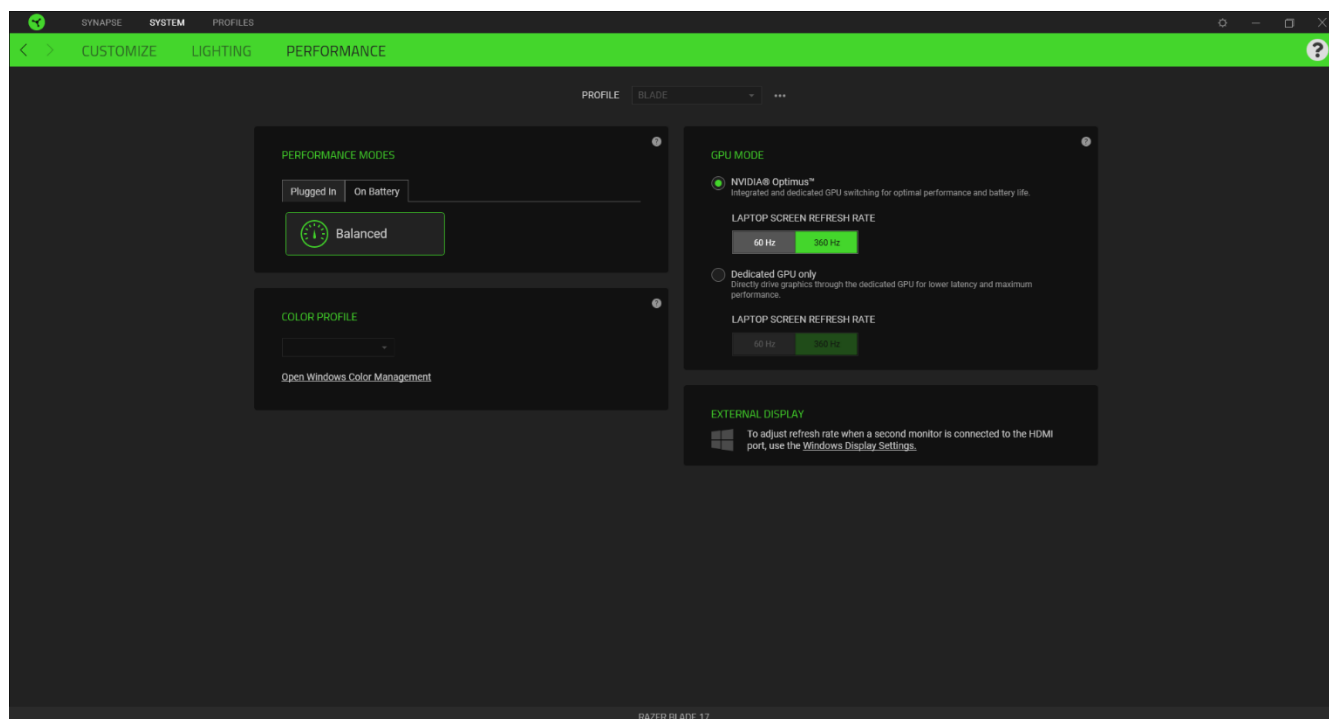 SYNAPSE SYSTEM PROFILES
CUSTOMIZE LIGHTING PERFORMANCE
?
PROFILE BLADE
PERFORMANCE MODES
?
Plugged In On Battery
Balanced
COLOR PROFILE
?
Open Windows Color Management
GPU MODE
?
NVIDIA® Optimus™
Integrated and dedicated GPU switching for optimal performance and battery life.
LAPTOP SCREEN REFRESH RATE
60 Hz 360 Hz
Dedicated GPU only
Directly drive graphics through the dedicated GPU for lower latency and maximum
performance.
LAPTOP SCREEN REFRESH RATE
60 Hz 360 Hz
EXTERNAL DISPLAY
To adjust refresh rate when a second monitor is connected to the HDMI
port, use the Windows Display Settings.
RAZER BLADE 17